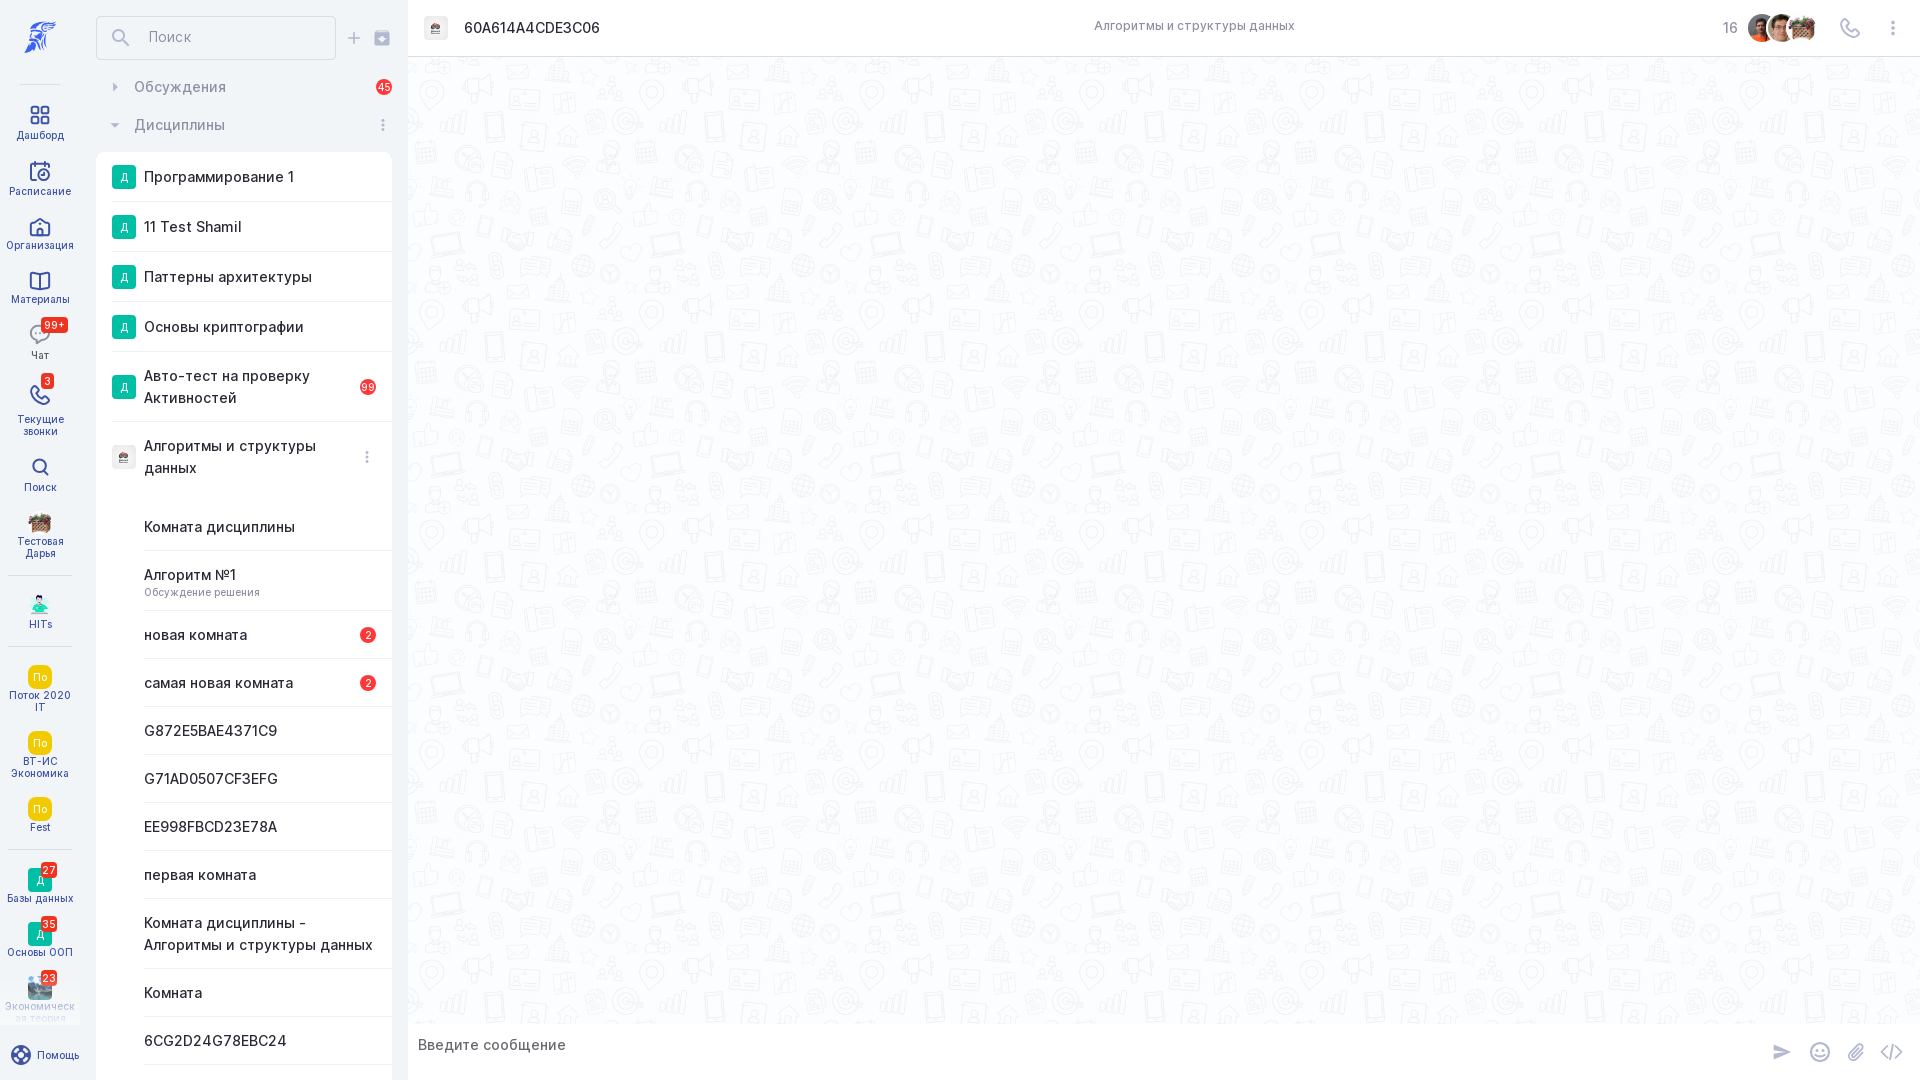 Дашборд
Расписание
Организация
Материалы
99+
Чат
3
Текущие
звонки
Поиск
Тестовая
Дарья
HITs
По
Поток 2020
IT
По
ВТ-ИС
Экономика
По
Fest
27
Д
Базы данных
35
Д
Основы ООП
23
Экономическ
ая теория
Помощь
Поиск
Обсуждения
45
Дисциплины
Д
Программирование 1
Д
11 Test Shamil
Д
Паттерны архитектуры
Д
Основы криптографии
Д
Авто-тест на проверку
Активностей
99
Алгоритмы и структуры
данных
Комната дисциплины
Алгоритм №1
Обсуждение решения
новая комната
2
самая новая комната
2
G872E5BAE4371C9
G71AD0507CF3EFG
EE998FBCD23E78A
первая комната
Комната дисциплины -
Алгоритмы и структуры данных
Комната
6CG2D24G78EBC24
60A614A4CDE3C06
Алгоритмы и структуры данных
16
Введите сообщение